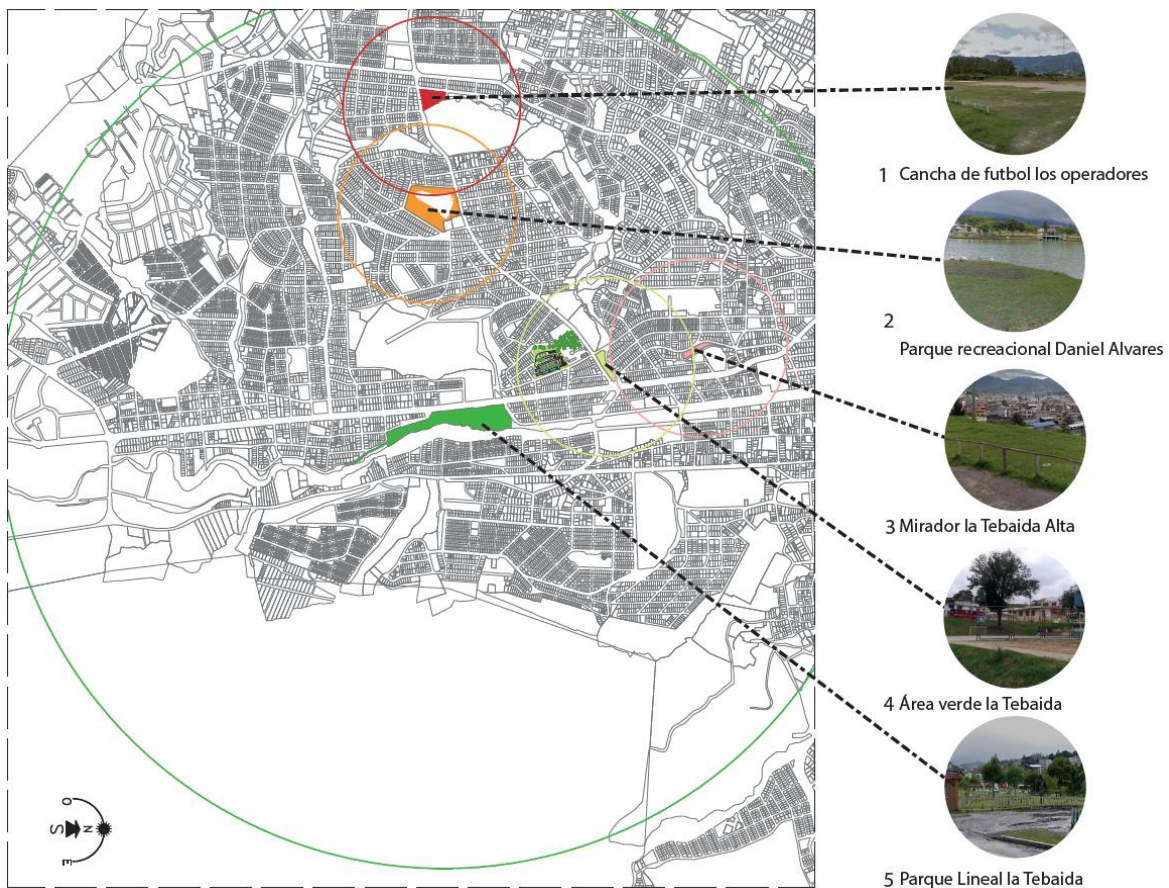 1 Cancha de futbol los operadores
2
Parque recreacional Daniel Alvares
3 Mirador la Tebaida Alta
4 Área verde la Tebaida
5 Parque Lineal la Tebaida
O
S N
E